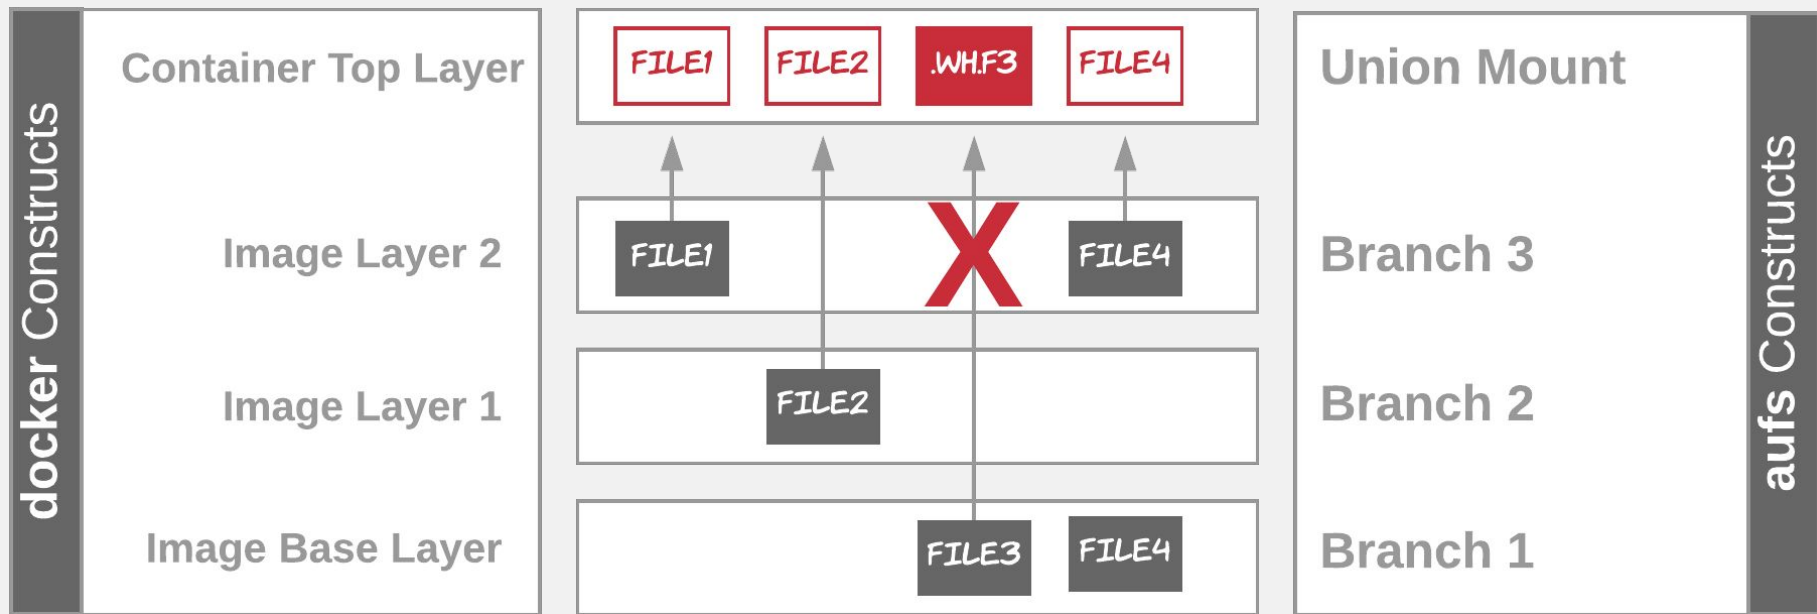 docker Constructs
Container Top Layer
FILE1 FILE2 .WH.F3 FILE4
Union Mount
Image Layer 2
FILE1 X FILE4
Branch 3
Image Layer 1
FILE2
Branch 2
Image Base Layer
FILE3 FILE4
Branch 1
aufs Constructs